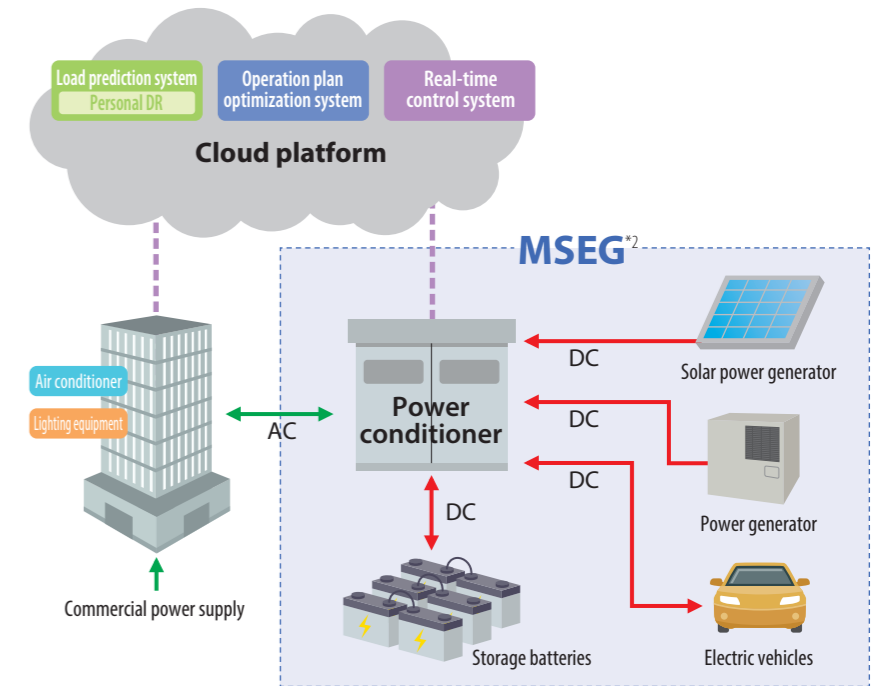 Load prediction system
Personal DR
Operation plan
optimization system
Real-time
control system
Cloud platform
MSEG*2
Air conditioner
Lighting equipment
AC
Power
conditioner
DC
Solar power generator
DC
Power generator
DC
DC
Commercial power supply
Storage batteries
Electric vehicles